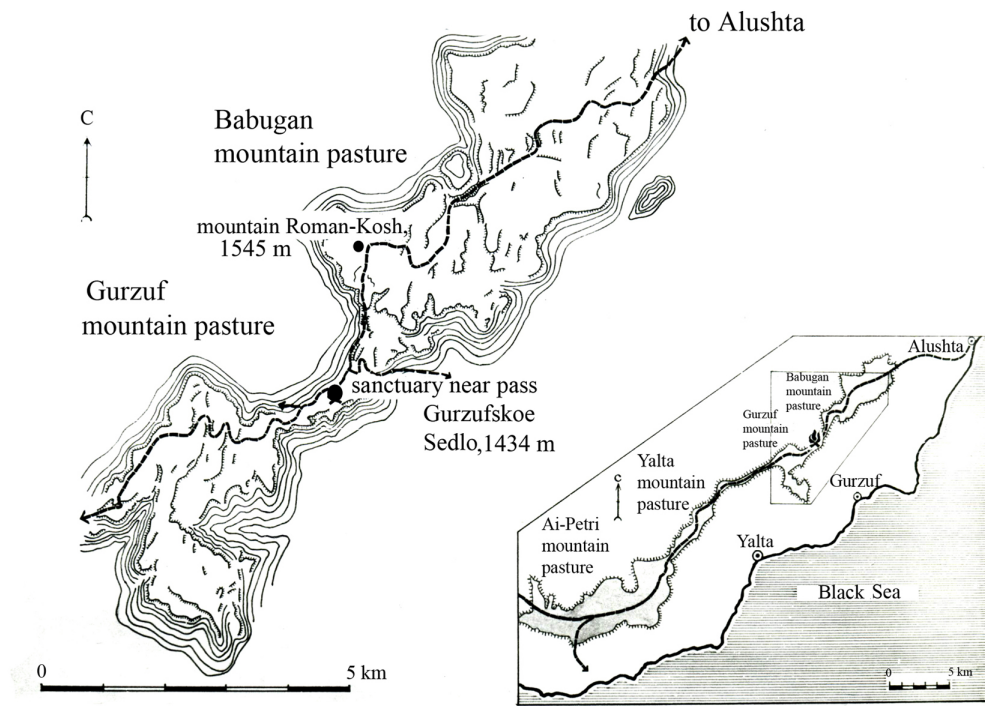 to Alushta
C
Babugan
mountain pasture
mountain Roman-Kosh,
1545 m
Gurzuf
mountain pasture
sanctuary near pass
Gurzufskoe
Sedlo,1434 m
0 5 km
Alushta
Babugan
mountain
pasture
Gurzuf
mountain
pasture
Yalta
mountain
pasture
C
Gurzuf
Ai-Petri
mountain
pasture
Yalta
Black Sea
0 5 km